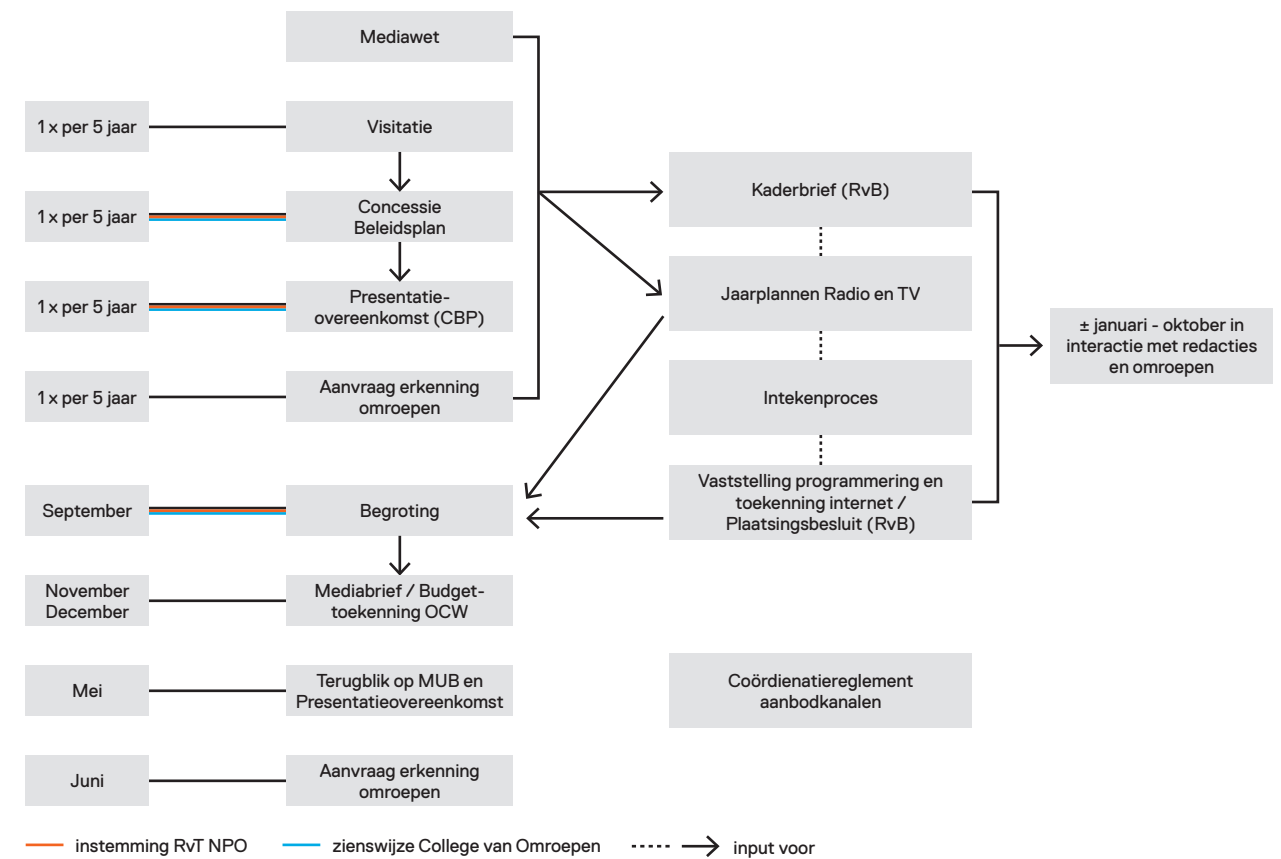 Mediawet
1 x per 5 jaar
Visitatie
1 x per 5 jaar
Concessie
Beleidsplan
1 x per 5 jaar
Presentatie-
overeenkomst (CBP)
1 x per 5 jaar
Aanvraag erkenning
omroepen
September
Begroting
November
December
Mediabrief / Budget-
toekenning OCW
Mei
Terugblik op MUB en
Presentatieovereenkomst
Juni
Aanvraag erkenning
omroepen
Kaderbrief (RvB)
Jaarplannen Radio en TV
Intekenproces
Vaststelling programmering en
toekenning internet /
Plaatsingsbesluit (RvB)
Coördienatiereglement
aanbodkanalen
± januari - oktober in
interactie met redacties
en omroepen
instemming RvT NPO
zienswijze College van Omroepen
input voor